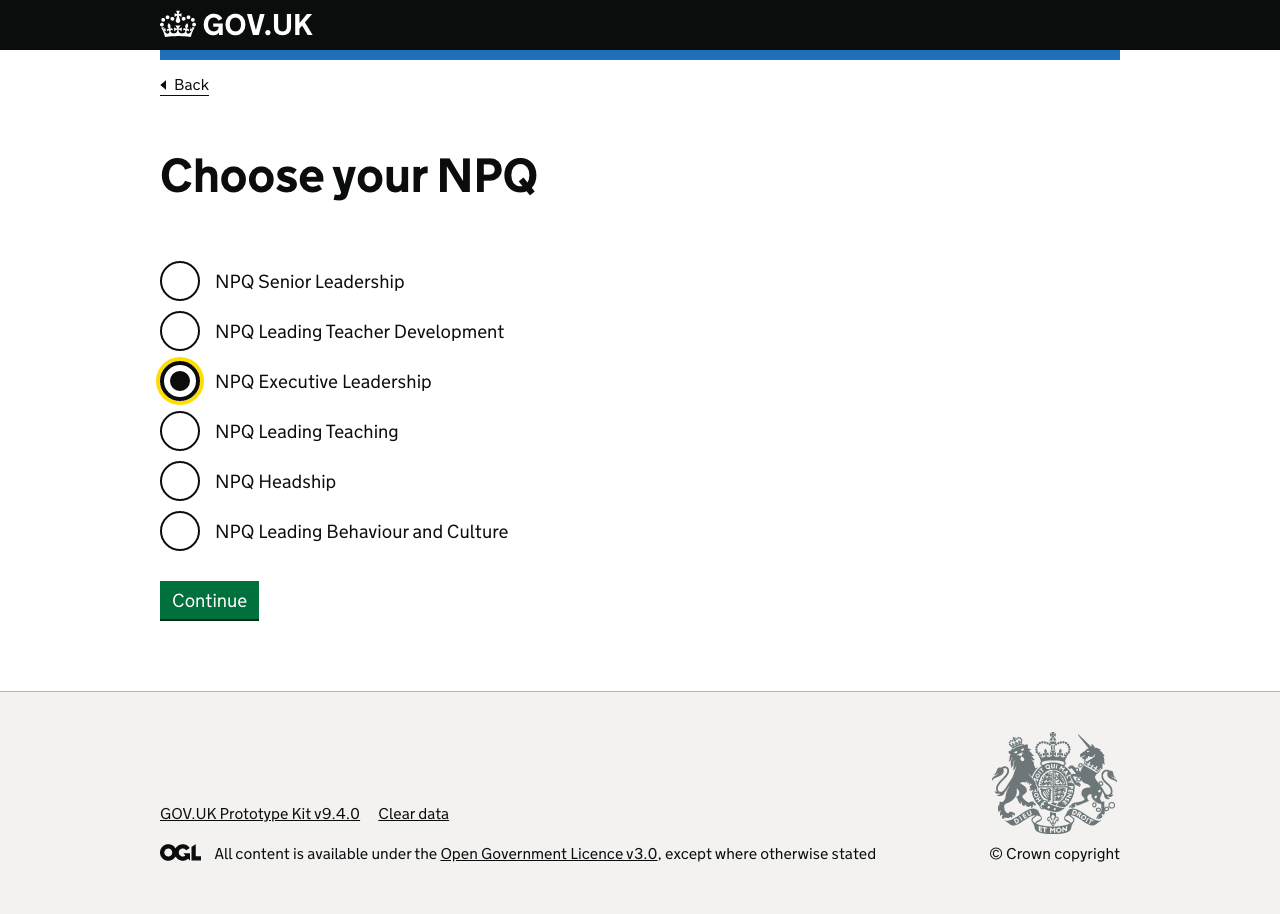 GOV.UK
Back
Choose your NPQ
NPQ Senior Leadership
NPQ Leading Teacher Development
NPQ Executive Leadership
NPQ Leading Teaching
NPQ Headship
NPQ Leading Behaviour and Culture
Continue
GOV.UK Prototype Kit v9.4.0 Clear data
OGL All content is available under the Open Government Licence v3.0, except where otherwise stated
DIEU ET MON DROIT
© Crown copyright